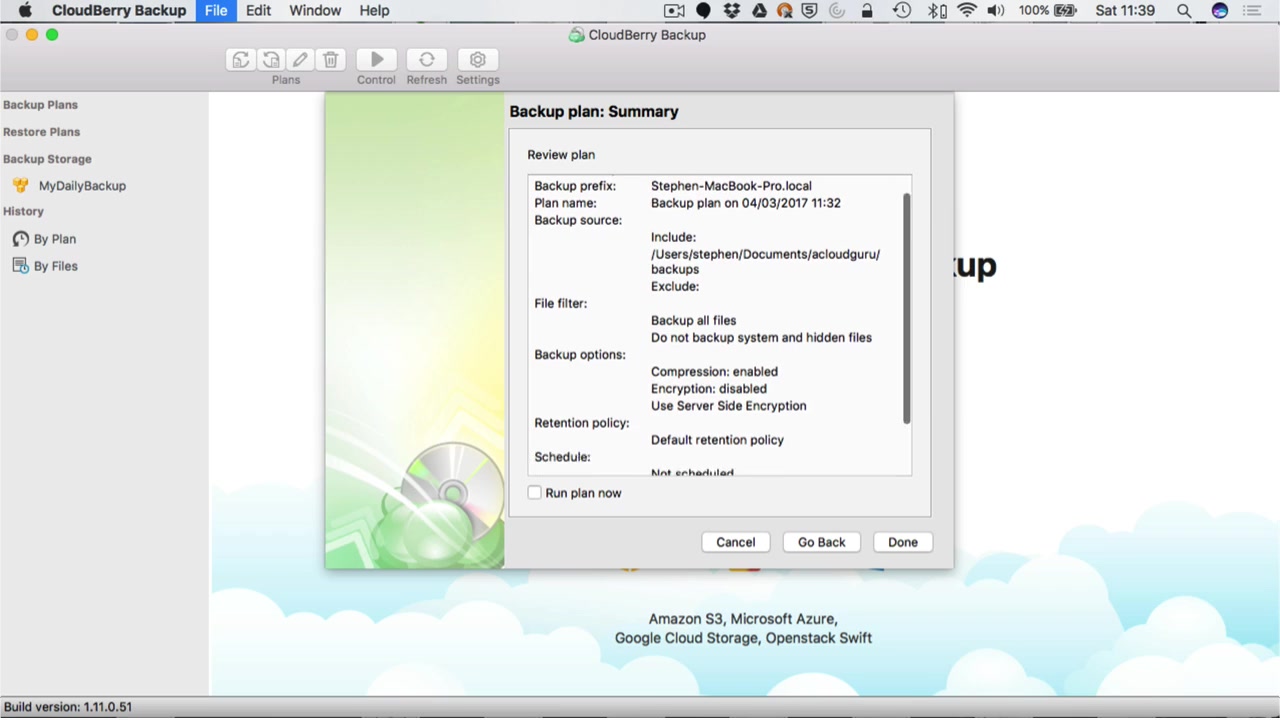 CloudBerry Backup File Edit Window Help 100% Sat 11:39
CloudBerry Backup
Plans Control Refresh Settings
Backup Plans
Restore Plans
Backup Storage
MyDailyBackup
History
By Plan
By Files
Backup plan: Summary
Review plan
Backup prefix: Stephen-MacBook-Pro.local
Plan name: Backup plan on 04/03/2017 11:32
Backup source:
Include:
/Users/stephen/Documents/acloudguru/
backups
Exclude:
File filter:
Backup all files
Do not backup system and hidden files
Backup options:
Compression: enabled
Encryption: disabled
Use Server Side Encryption
Retention policy:
Default retention policy
Schedule:
Not scheduled
Run plan now
Cancel Go Back Done
kup
Amazon S3, Microsoft Azure,
Google Cloud Storage, Openstack Swift
Build version: 1.11.0.51